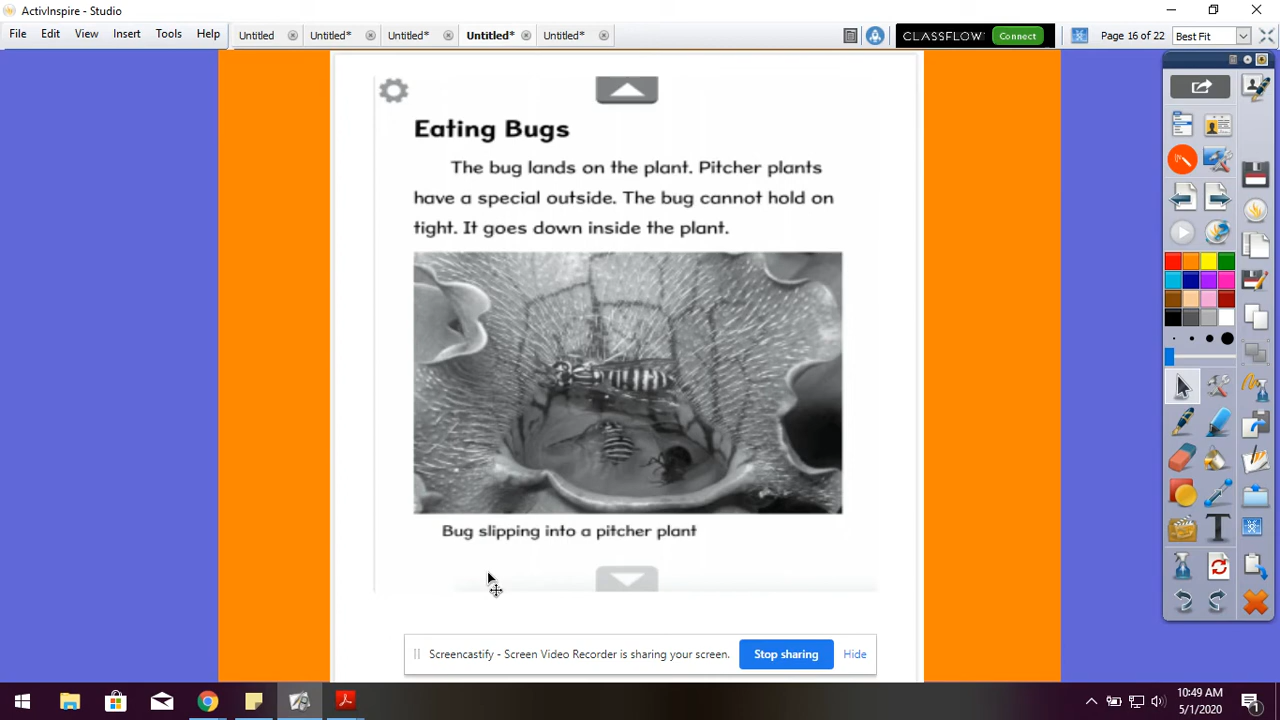 ActivInspire - Studio
File Edit View Insert Tools Help
Untitled Untitled* Untitled* Untitled* Untitled*
CLASSFLOW Connect
Page 16 of 22 Best Fit
Eating Bugs
The bug lands on the plant. Pitcher plants
have a special outside. The bug cannot hold on
tight. It goes down inside the plant.
Bug slipping into a pitcher plant
Screencastify - Screen Video Recorder is sharing your screen. Stop sharing Hide
T
10:49 AM
5/1/2020
1